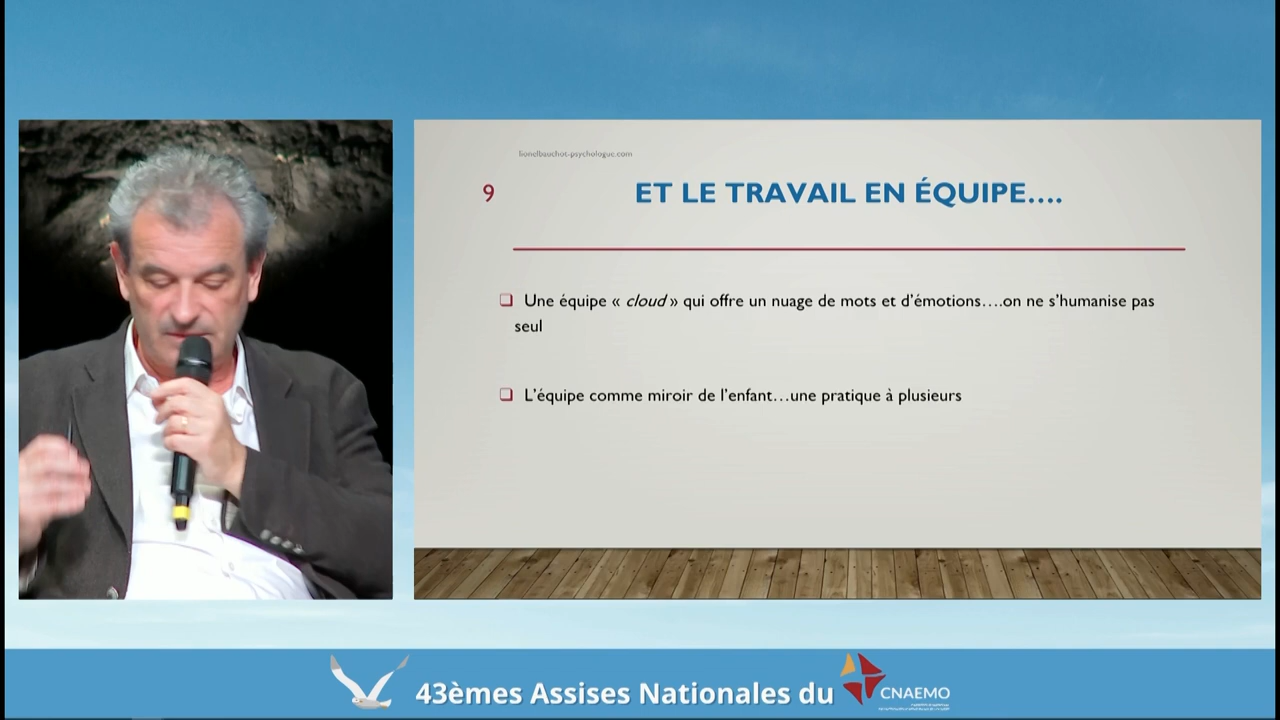 lionelbauchot-psychologue.com
9
ET LE TRAVAIL EN ÉQUIPE....
Une équipe « cloud » qui offre un nuage de mots et d’émotions….on ne s’humanise pas
seul
L’équipe comme miroir de l’enfant…une pratique à plusieurs
43èmes Assises Nationales du
CNAEMO